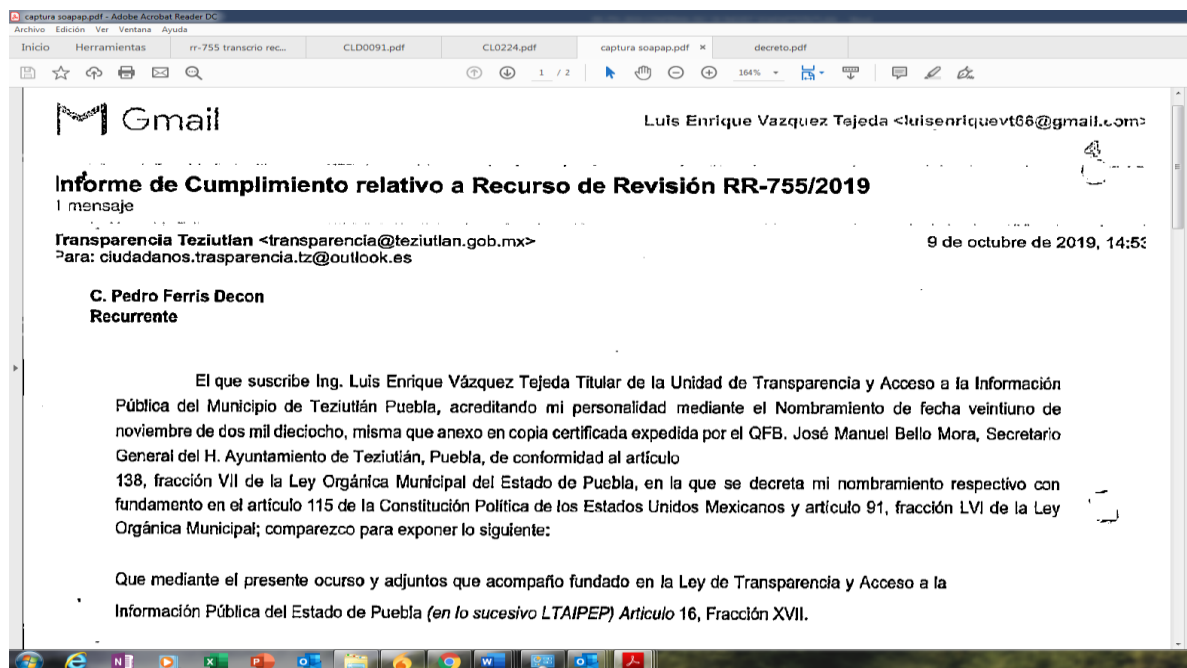 captura soapap.pdf - Adobe Acrobat Reader DC
Archivo Edición Ver Ventana Ayuda
Inicio Herramientas rr-755 transcrio rec... CLD0091.pdf CL0224.pdf captura soapap.pdf × decreto.pdf
1 / 2 164%
Gmail
Luis Enrique Vazquez Tejeda <luisenriquevt66@gmail.com>
Informe de Cumplimiento relativo a Recurso de Revisión RR-755/2019
1 mensaje
Transparencia Teziutlan <transparencia@teziutlan.gob.mx>
9 de octubre de 2019, 14:53
Para: ciudadanos.trasparencia.tz@outlook.es
C. Pedro Ferris Decon
Recurrente
El que suscribe Ing. Luis Enrique Vázquez Tejeda Titular de la Unidad de Transparencia y Acceso a la Información
Pública del Municipio de Teziutlán Puebla, acreditando mi personalidad mediante el Nombramiento de fecha veintiuno de
noviembre de dos mil dieciocho, misma que anexo en copia certificada expedida por el QFB. José Manuel Bello Mora, Secretario
General del H. Ayuntamiento de Teziutlán, Puebla, de conformidad al artículo
138, fracción VII de la Ley Orgánica Municipal del Estado de Puebla, en la que se decreta mi nombramiento respectivo con
fundamento en el artículo 115 de la Constitución Política de los Estados Unidos Mexicanos y artículo 91, fracción LVI de la Ley
Orgánica Municipal; comparezco para exponer lo siguiente:
Que mediante el presente ocurso y adjuntos que acompaño fundado en la Ley de Transparencia y Acceso a la
Información Pública del Estado de Puebla (en lo sucesivo LTAIPEP) Articulo 16, Fracción XVII.